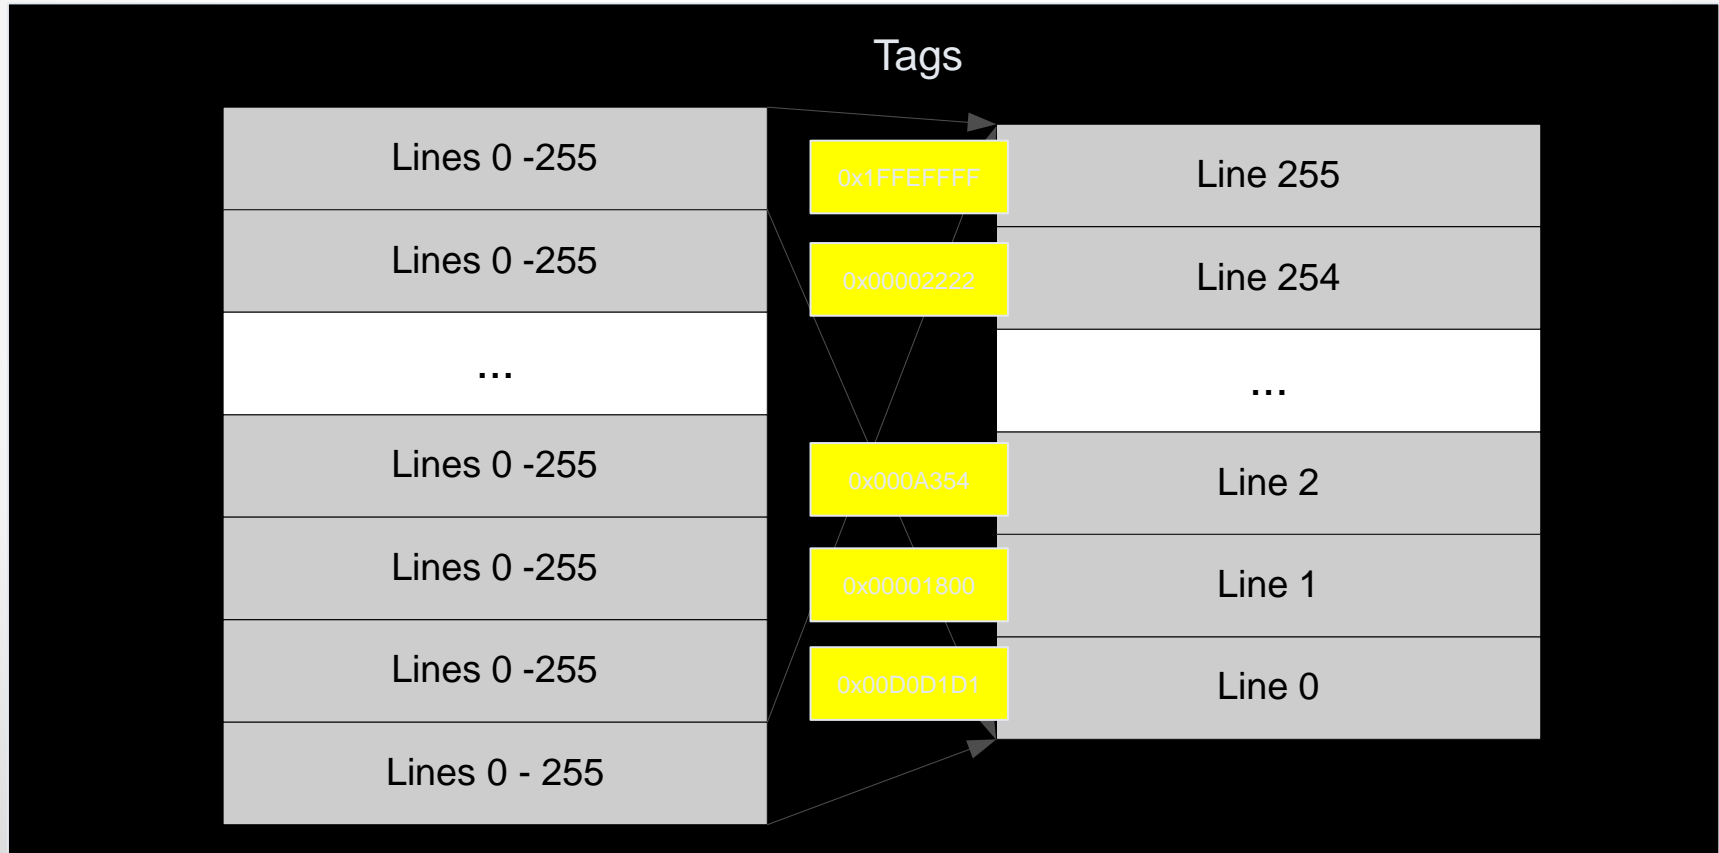 Tags
Lines 0 -255
Lines 0 -255
...
Lines 0 -255
Lines 0 -255
Lines 0 -255
Lines 0 - 255
0x1FFEFFFF
0x00002222
0x000A354
0x00001800
0x00D0D1D1
Line 255
Line 254
...
Line 2
Line 1
Line 0